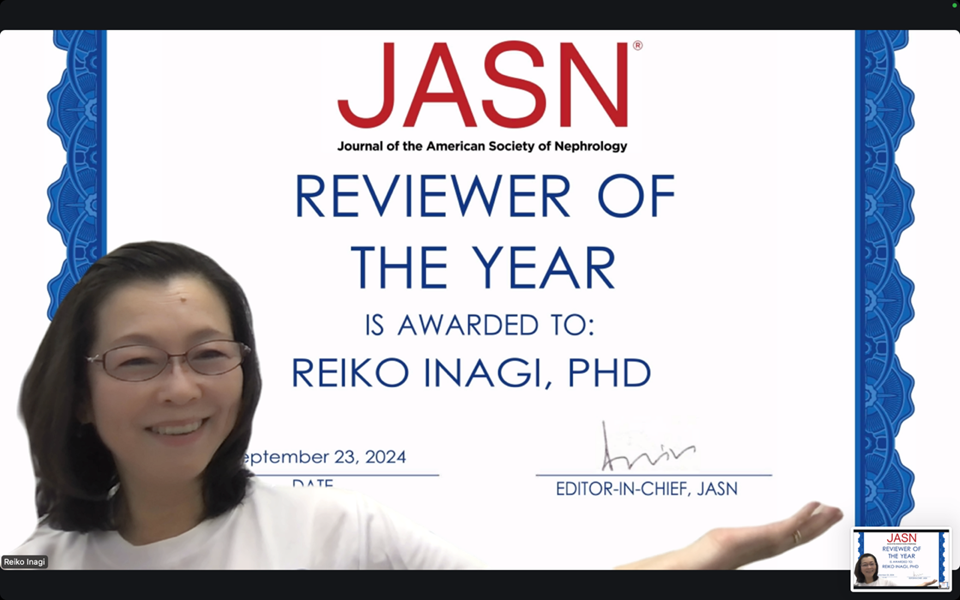 JASN®
Journal of the American Society of Nephrology
REVIEWER OF
THE YEAR
IS AWARDED TO:
REIKO INAGI, PHD
eptember 23, 2024
DATE
EDITOR-IN-CHIEF, JASN
Reiko Inagi
JASN
REVIEWER OF
THE YEAR
IS AWARDED TO:
REIKO INAGI, PHD